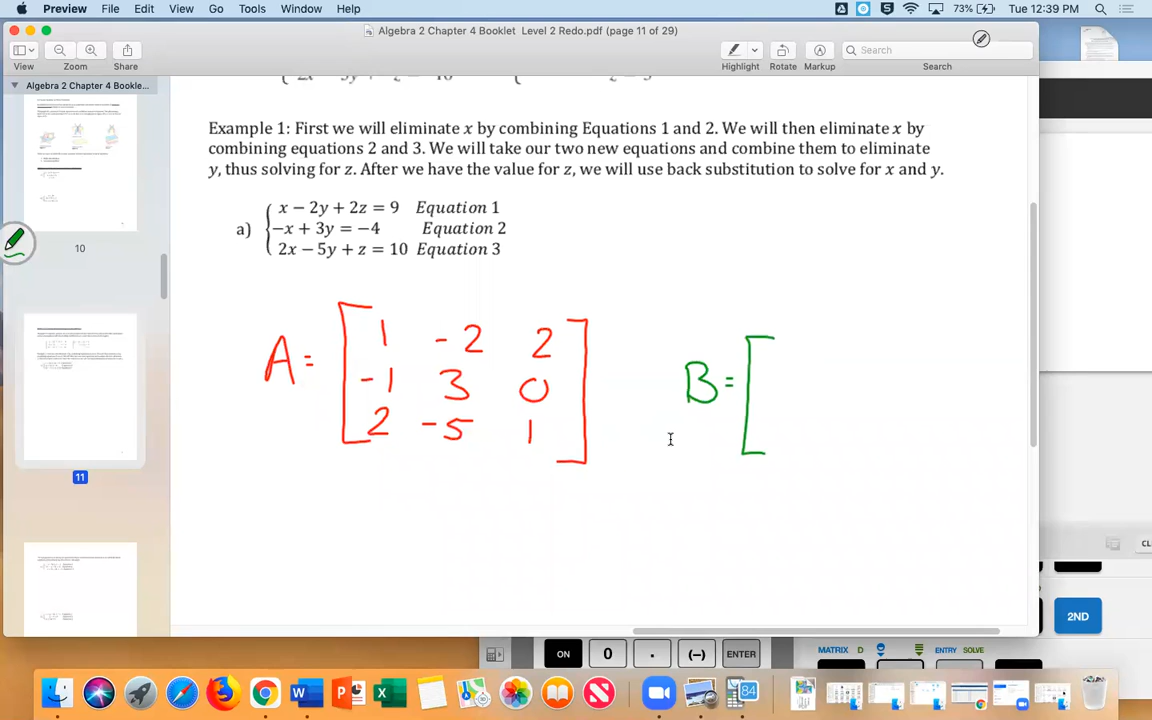 Preview File Edit View Go Tools Window Help 73% Tue 12:39 PM
Algebra 2 Chapter 4 Booklet Level 2 Redo.pdf (page 11 of 29)
View Zoom Share Highlight Rotate Markup Search
Search
Algebra 2 Chapter 4 Bookle...
10
11
Example 1: First we will eliminate x by combining Equations 1 and 2. We will then eliminate x by
combining equations 2 and 3. We will take our two new equations and combine them to eliminate
y, thus solving for z. After we have the value for z, we will use back substitution to solve for x and y.
x − 2y + 2z = 9 Equation 1
a) −x + 3y = −4 Equation 2
2x − 5y + z = 10 Equation 3
A = [ 1 -2 2
-1 3 0
2 -5 1 ]
B = [
CL
2ND
ON 0 . (−) ENTER
MATRIX D ENTRY SOLVE
W P X 84